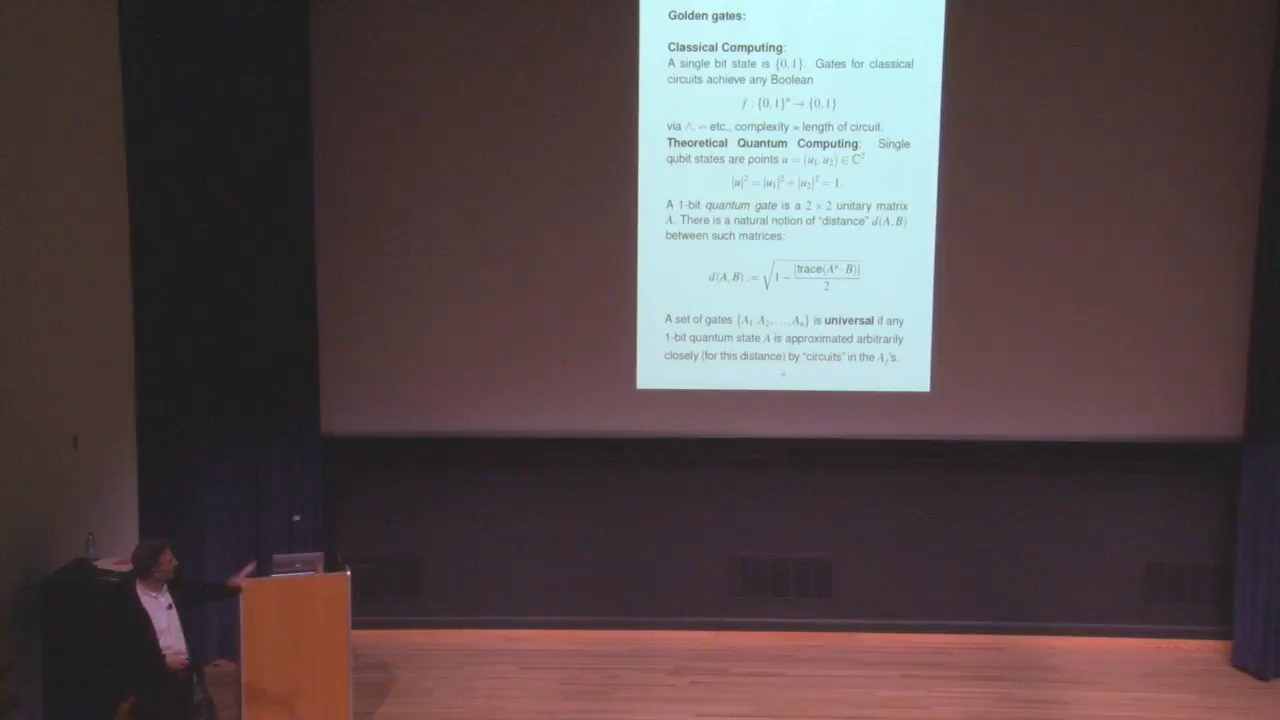 Golden gates:
Classical Computing:
A single bit state is {0, 1}. Gates for classical
circuits achieve any Boolean
f : {0, 1}ⁿ → {0, 1}
via ∧, ¬ etc., complexity = length of circuit.
Theoretical Quantum Computing: Single
qubit states are points u = (u₁, u₂) ∈ ℂ²
|u|² = |u₁|² + |u₂|² = 1.
A 1-bit quantum gate is a 2 × 2 unitary matrix
A. There is a natural notion of “distance” d(A, B)
between such matrices:
d(A, B) := √(1 − |trace(A* · B)| / 2)
A set of gates {A₁, A₂, . . . , Aₙ} is universal if any
1-bit quantum state A is approximated arbitrarily
closely (for this distance) by “circuits” in the Aⱼ’s.